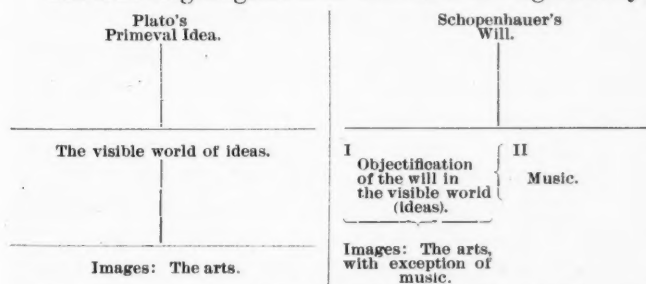 Plato's
Primeval Idea.
The visible world of ideas.
Images: The arts.
Schopenhauer's
Will.
I
Objectification
of the will in
the visible world
(ideas).
II
Music.
Images: The arts,
with exception of
music.